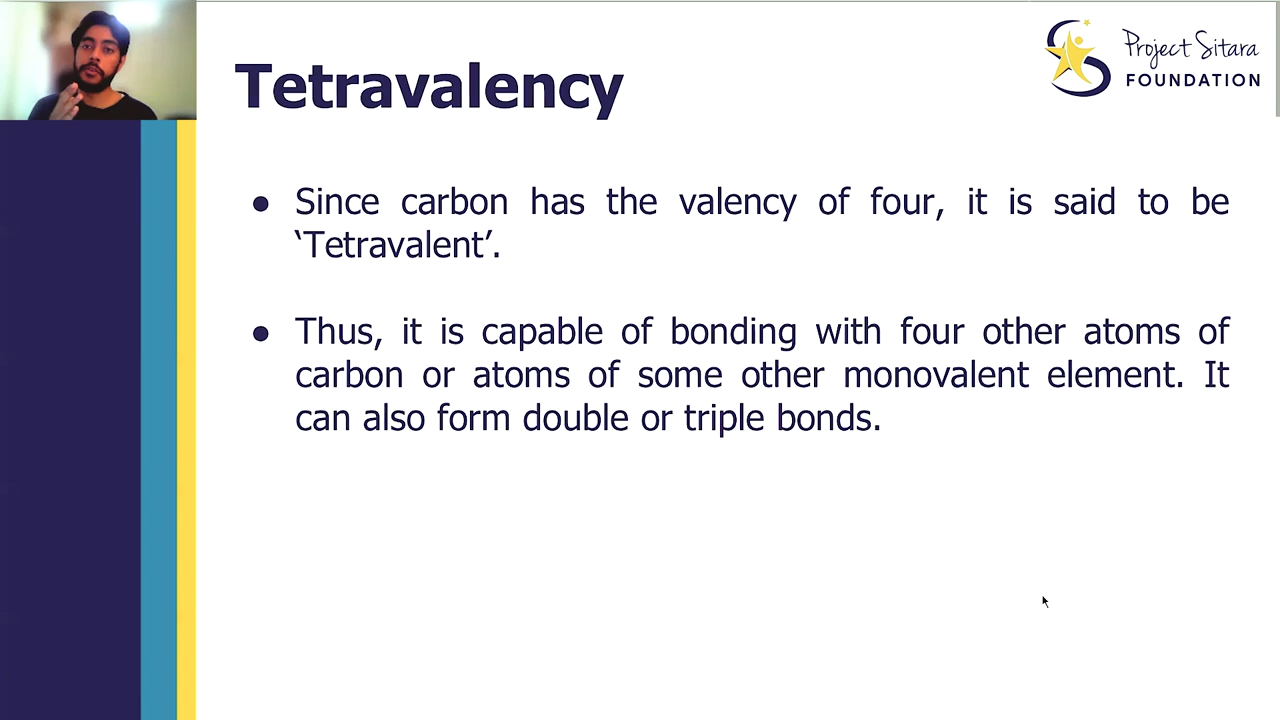 Project Sitara
FOUNDATION
Tetravalency
● Since carbon has the valency of four, it is said to be
‘Tetravalent’.
● Thus, it is capable of bonding with four other atoms of
carbon or atoms of some other monovalent element. It
can also form double or triple bonds.